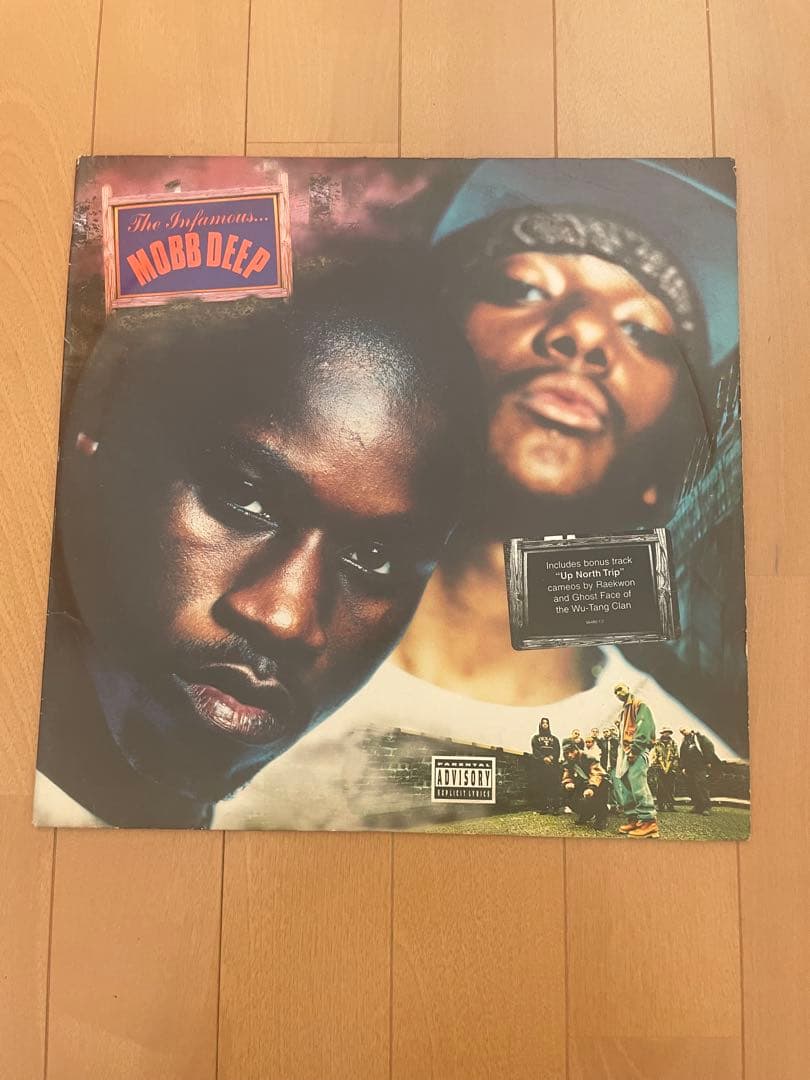 The Infamous...
MOBB DEEP
Includes bonus track
"Up North Trip"
cameos by Raekwon
and Ghost Face of
the Wu-Tang Clan
PARENTAL
ADVISORY
EXPLICIT LYRICS